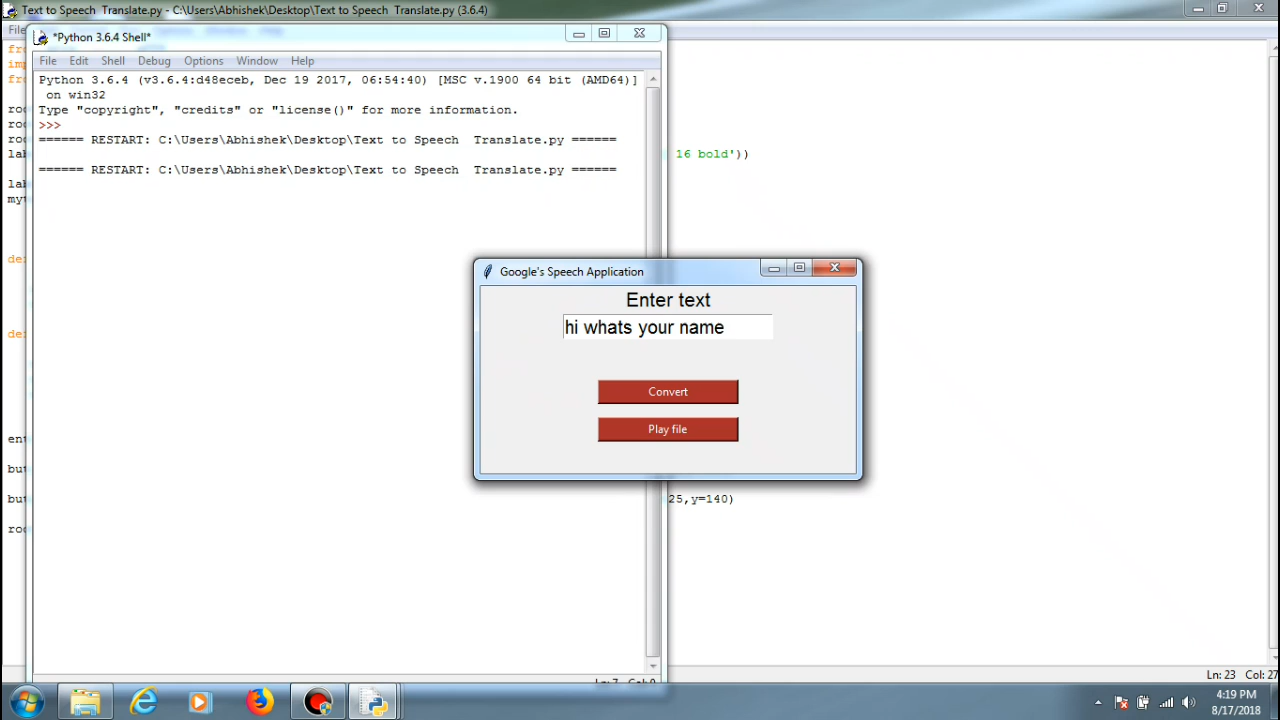 Text to Speech  Translate.py - C:\Users\Abhishek\Desktop\Text to Speech  Translate.py (3.6.4)
File
*Python 3.6.4 Shell*
File Edit Shell Debug Options Window Help
Python 3.6.4 (v3.6.4:d48eceb, Dec 19 2017, 06:54:40) [MSC v.1900 64 bit (AMD64)]
on win32
Type "copyright", "credits" or "license()" for more information.
>>>
====== RESTART: C:\Users\Abhishek\Desktop\Text to Speech  Translate.py ======
====== RESTART: C:\Users\Abhishek\Desktop\Text to Speech  Translate.py ======
16 bold'))
Google's Speech Application
Enter text
hi whats your name
Convert
Play file
25,y=140)
Ln: 23 Col: 27
4:19 PM
8/17/2018